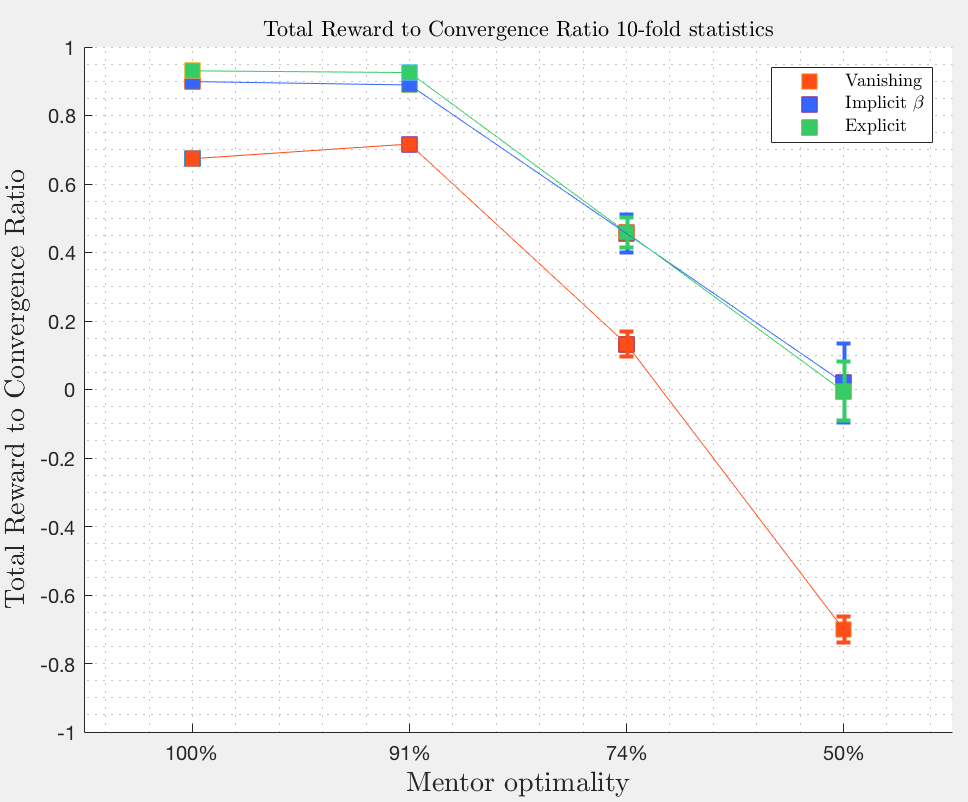 Total Reward to Convergence Ratio 10-fold statistics
Total Reward to Convergence Ratio
1
0.8
0.6
0.4
0.2
0
-0.2
-0.4
-0.6
-0.8
-1
Vanishing
Implicit β
Explicit
100% 91% 74% 50%
Mentor optimality